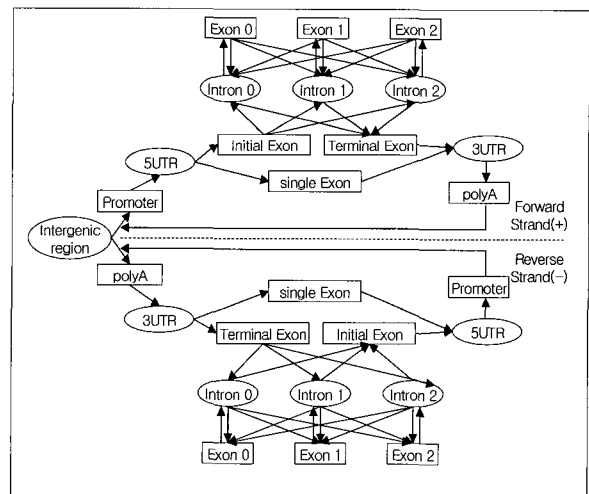 Exon 0 Exon 1 Exon 2
Intron 0 Intron 1 Intron 2
Initial Exon Terminal Exon
5UTR 3UTR
single Exon
Promoter polyA
Forward
Strand(+)
Intergenic
region
Reverse
Strand(-)
polyA Promoter
single Exon
3UTR 5UTR
Terminal Exon Initial Exon
Intron 0 Intron 1 Intron 2
Exon 0 Exon 1 Exon 2